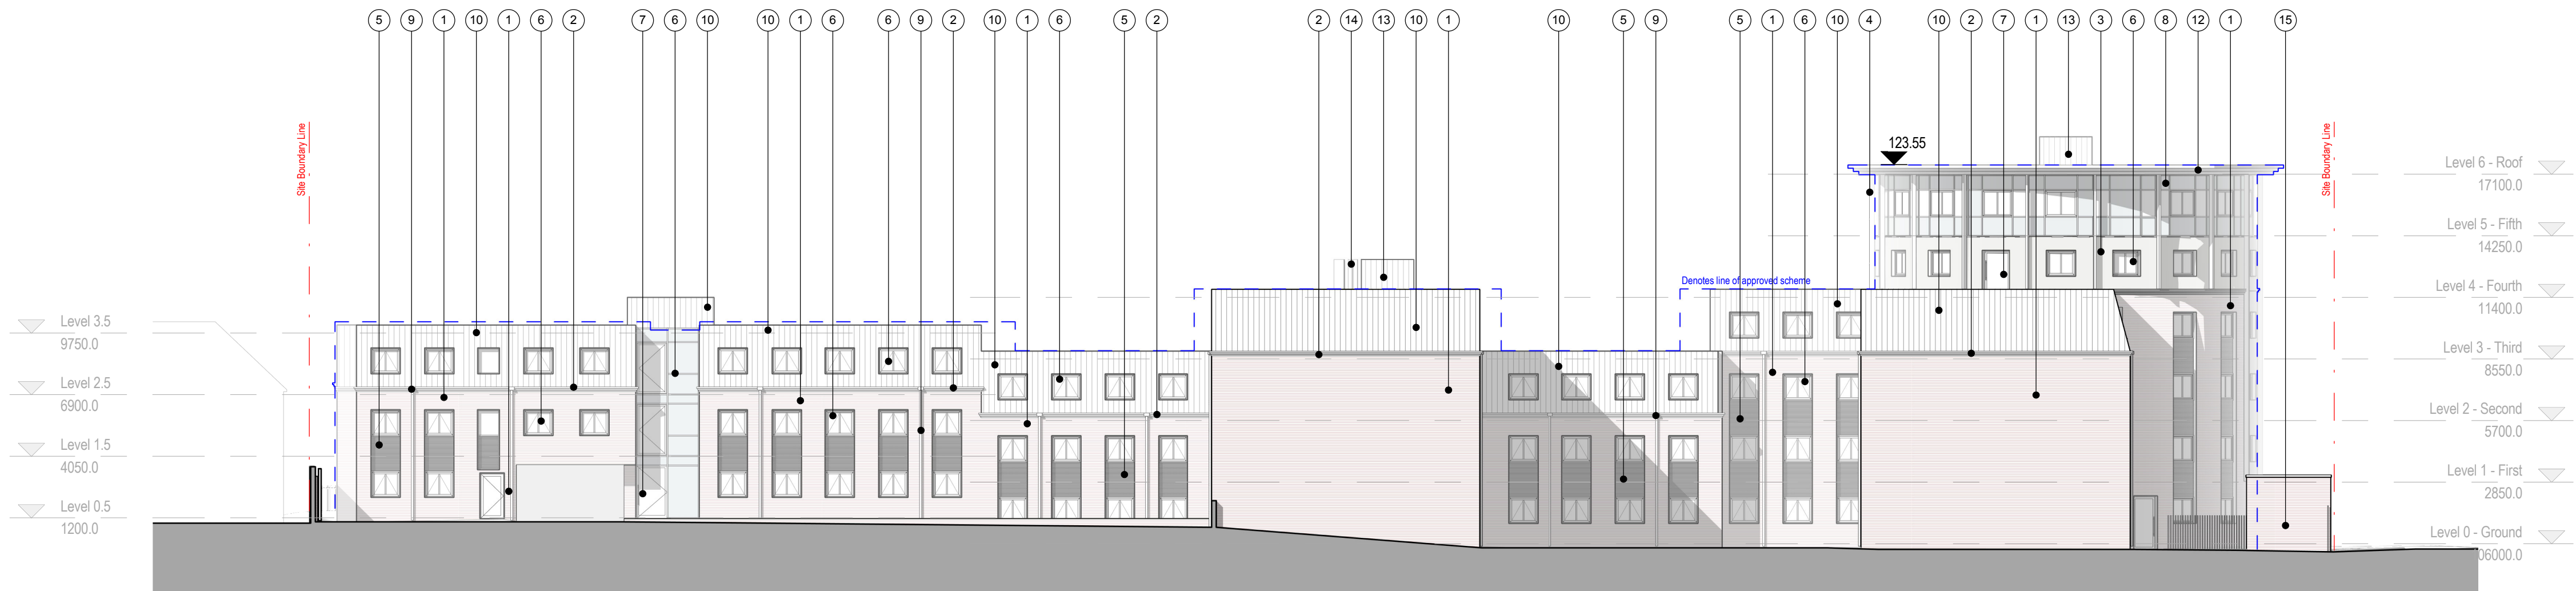 5 9 1 10 1 6 2 7 6 10 10 1 6 6 9 2 10 1 6 5 2 2 14 13 10 1 10 5 9 5 1 6 10 4 10 2 7 1 13 3 6 8 12 1 15
Site Boundary Line
Site Boundary Line
123.55
Denotes line of approved scheme
Level 3.5
9750.0
Level 2.5
6900.0
Level 1.5
4050.0
Level 0.5
1200.0
Level 6 - Roof
17100.0
Level 5 - Fifth
14250.0
Level 4 - Fourth
11400.0
Level 3 - Third
8550.0
Level 2 - Second
5700.0
Level 1 - First
2850.0
Level 0 - Ground
06000.0